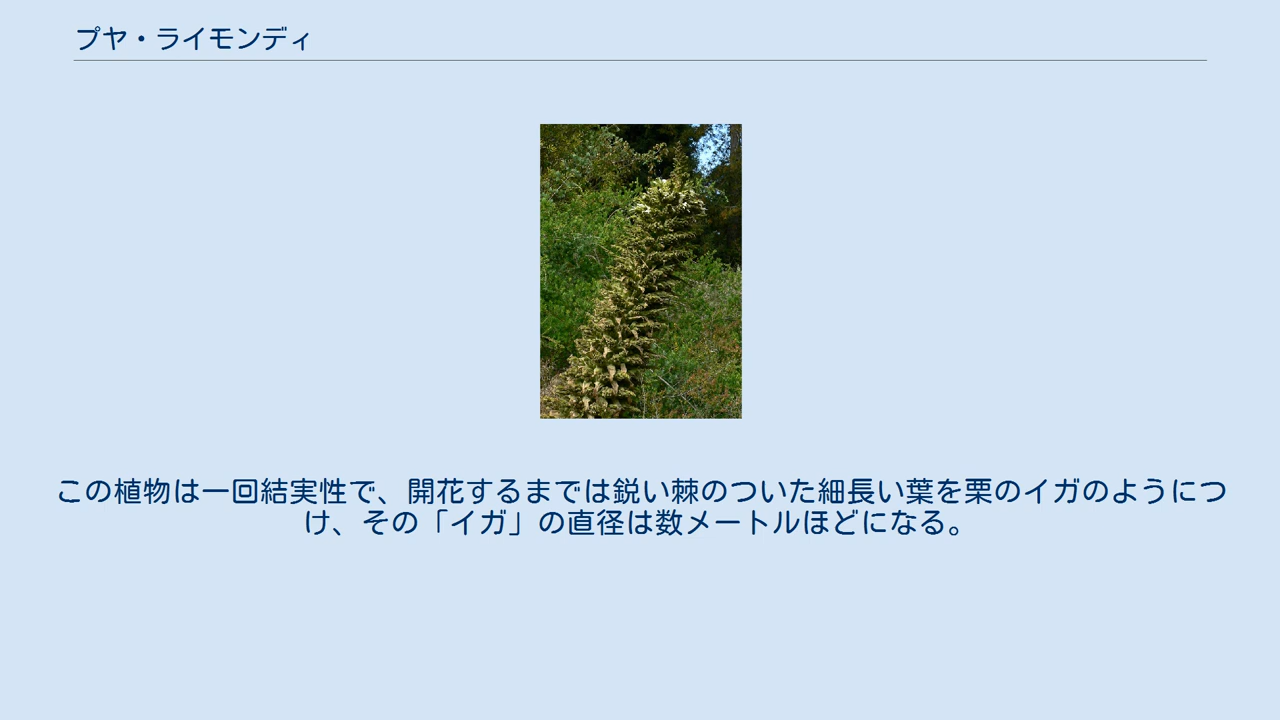 プヤ・ライモンディ
この植物は一回結実性で、開花するまでは鋭い棘のついた細長い葉を栗のイガのようにつ
け、その「イガ」の直径は数メートルほどになる。